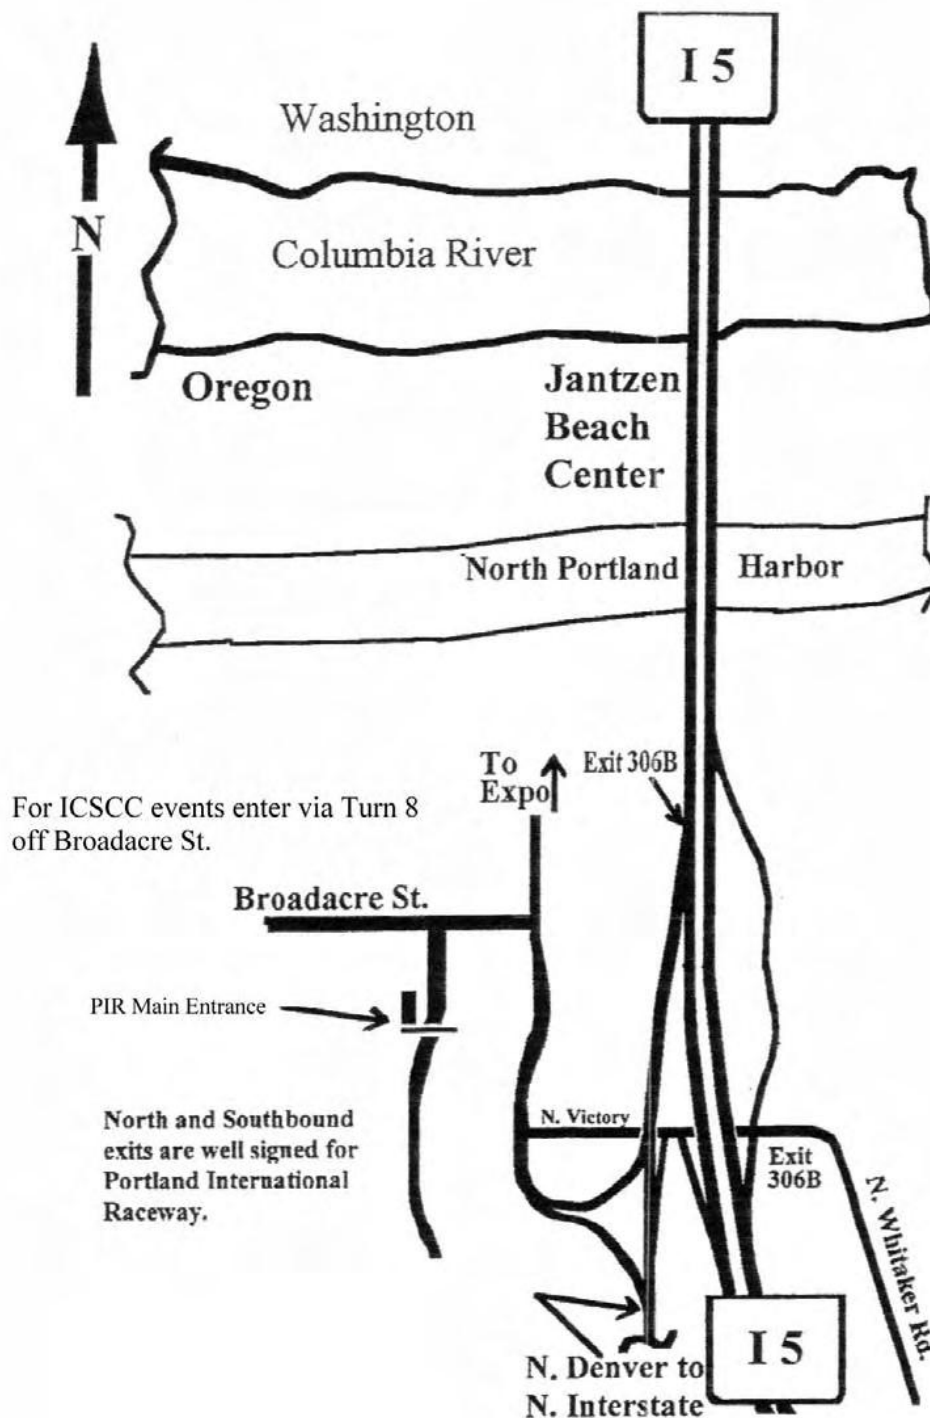 I 5
Washington
N
Columbia River
Oregon
Jantzen
Beach
Center
North Portland Harbor
To
Expo
Exit 306B
For ICSCC events enter via Turn 8
off Broadacre St.
Broadacre St.
PIR Main Entrance
North and Southbound
exits are well signed for
Portland International
Raceway.
N. Victory
Exit
306B
N. Whitaker Rd.
I 5
N. Denver to
N. Interstate